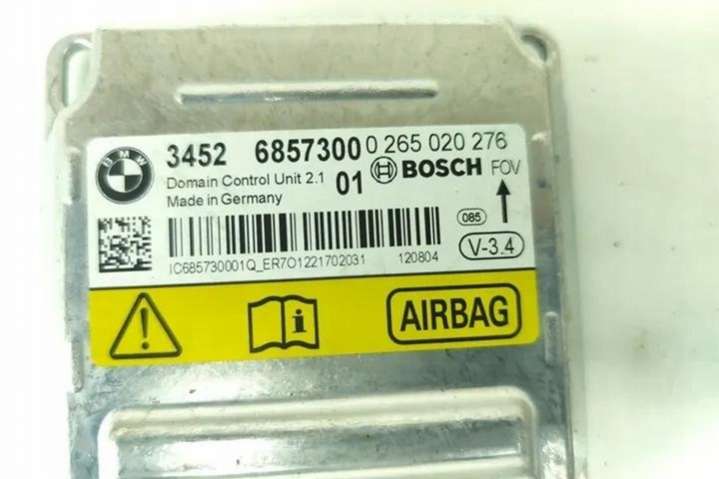 BMW
3452 6857300 0 265 020 276
Domain Control Unit 2.1 01 BOSCH FOV
Made in Germany
085
V-3.4
IC685730001Q_ER7O1221702031 120804
AIRBAG